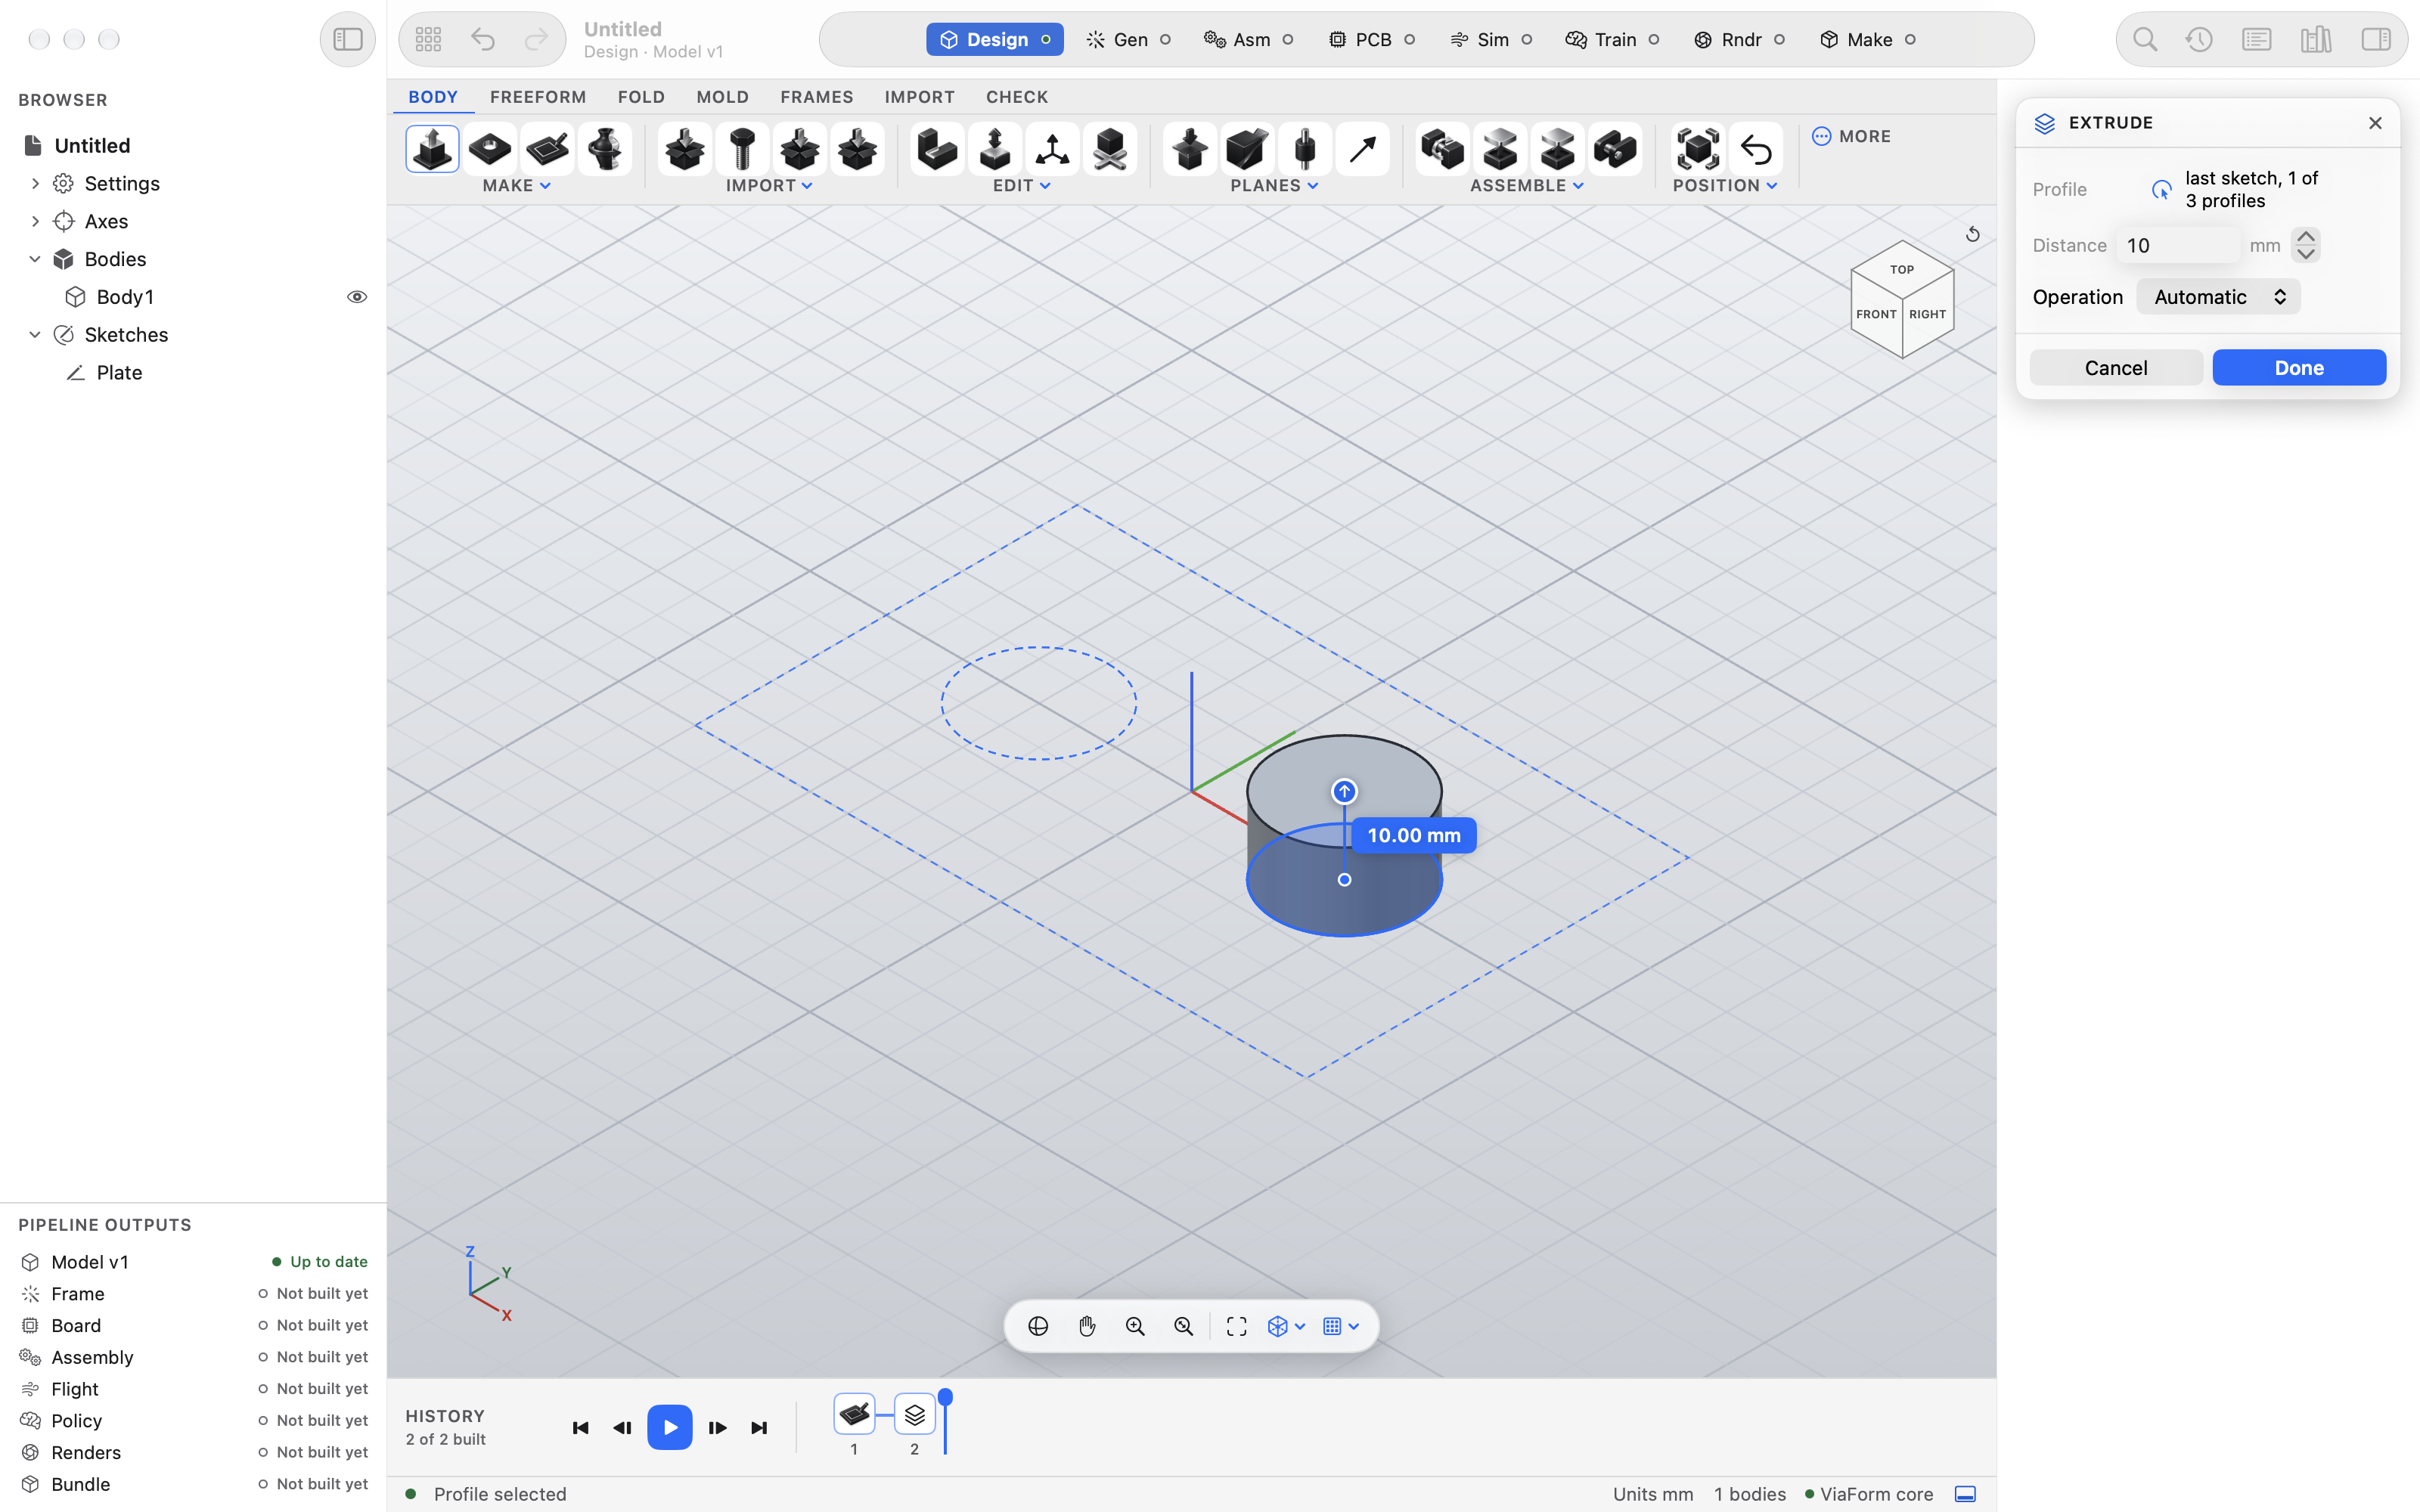 Untitled
Design · Model v1
Design
Gen
Asm
PCB
Sim
Train
Rndr
Make
BROWSER
Untitled
Settings
Axes
Bodies
Body1
Sketches
Plate
BODY
FREEFORM
FOLD
MOLD
FRAMES
IMPORT
CHECK
MAKE
IMPORT
EDIT
PLANES
ASSEMBLE
POSITION
MORE
TOP
FRONT
RIGHT
10.00 mm
Z
Y
X
EXTRUDE
Profile
last sketch, 1 of
3 profiles
Distance
10
mm
Operation
Automatic
Cancel
Done
PIPELINE OUTPUTS
Model v1 Up to date
Frame Not built yet
Board Not built yet
Assembly Not built yet
Flight Not built yet
Policy Not built yet
Renders Not built yet
Bundle Not built yet
HISTORY
2 of 2 built
1
2
Profile selected
Units mm
1 bodies
ViaForm core